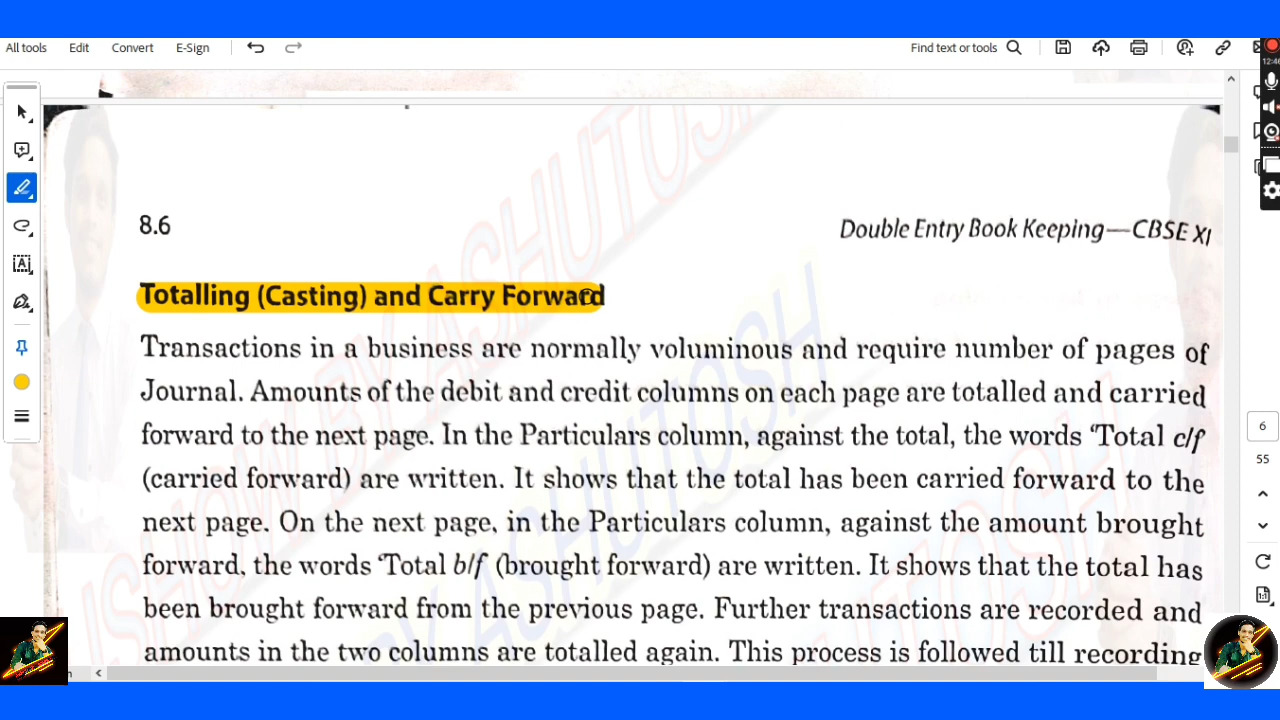 All tools Edit Convert E-Sign Find text or tools
12:46
8.6 Double Entry Book Keeping—CBSE XI
Totalling (Casting) and Carry Forward
Transactions in a business are normally voluminous and require number of pages of
Journal. Amounts of the debit and credit columns on each page are totalled and carried
forward to the next page. In the Particulars column, against the total, the words ‘Total c/f
(carried forward) are written. It shows that the total has been carried forward to the
next page. On the next page, in the Particulars column, against the amount brought
forward, the words ‘Total b/f (brought forward) are written. It shows that the total has
been brought forward from the previous page. Further transactions are recorded and
amounts in the two columns are totalled again. This process is followed till recording
6
55
BY ASHUTOSH